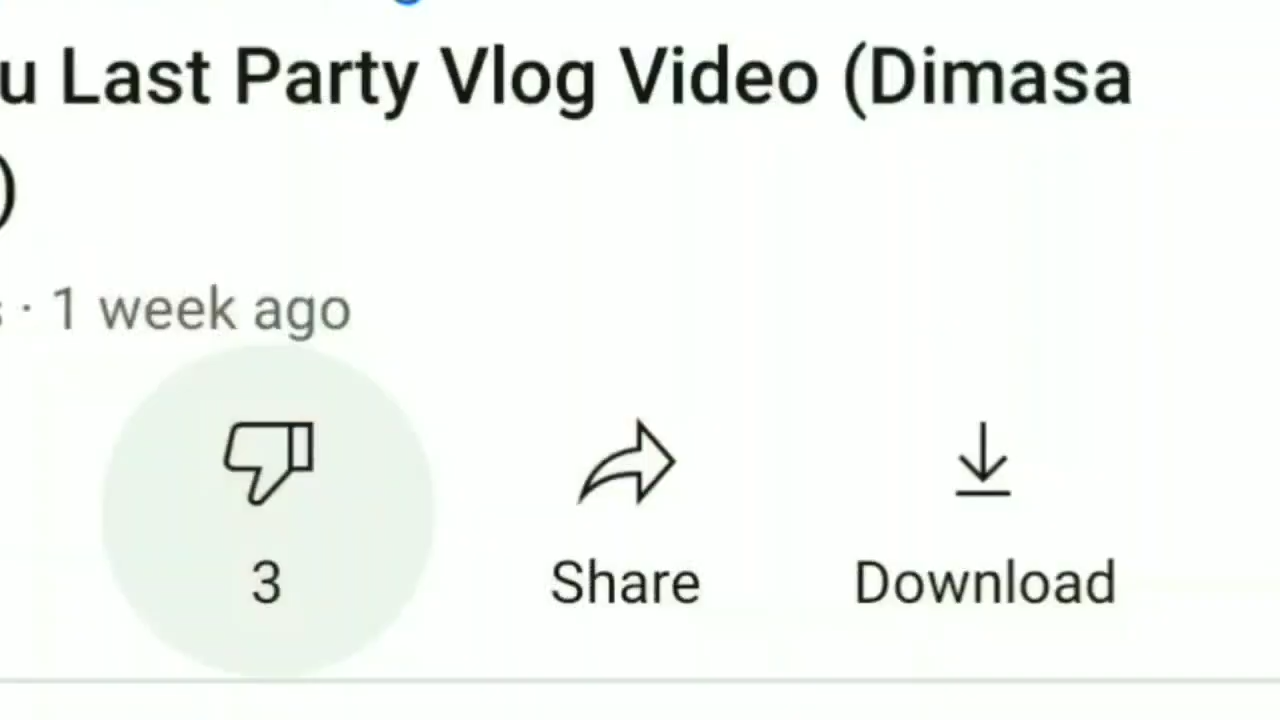 u Last Party Vlog Video (Dimasa
)
· 1 week ago
3
Share
Download